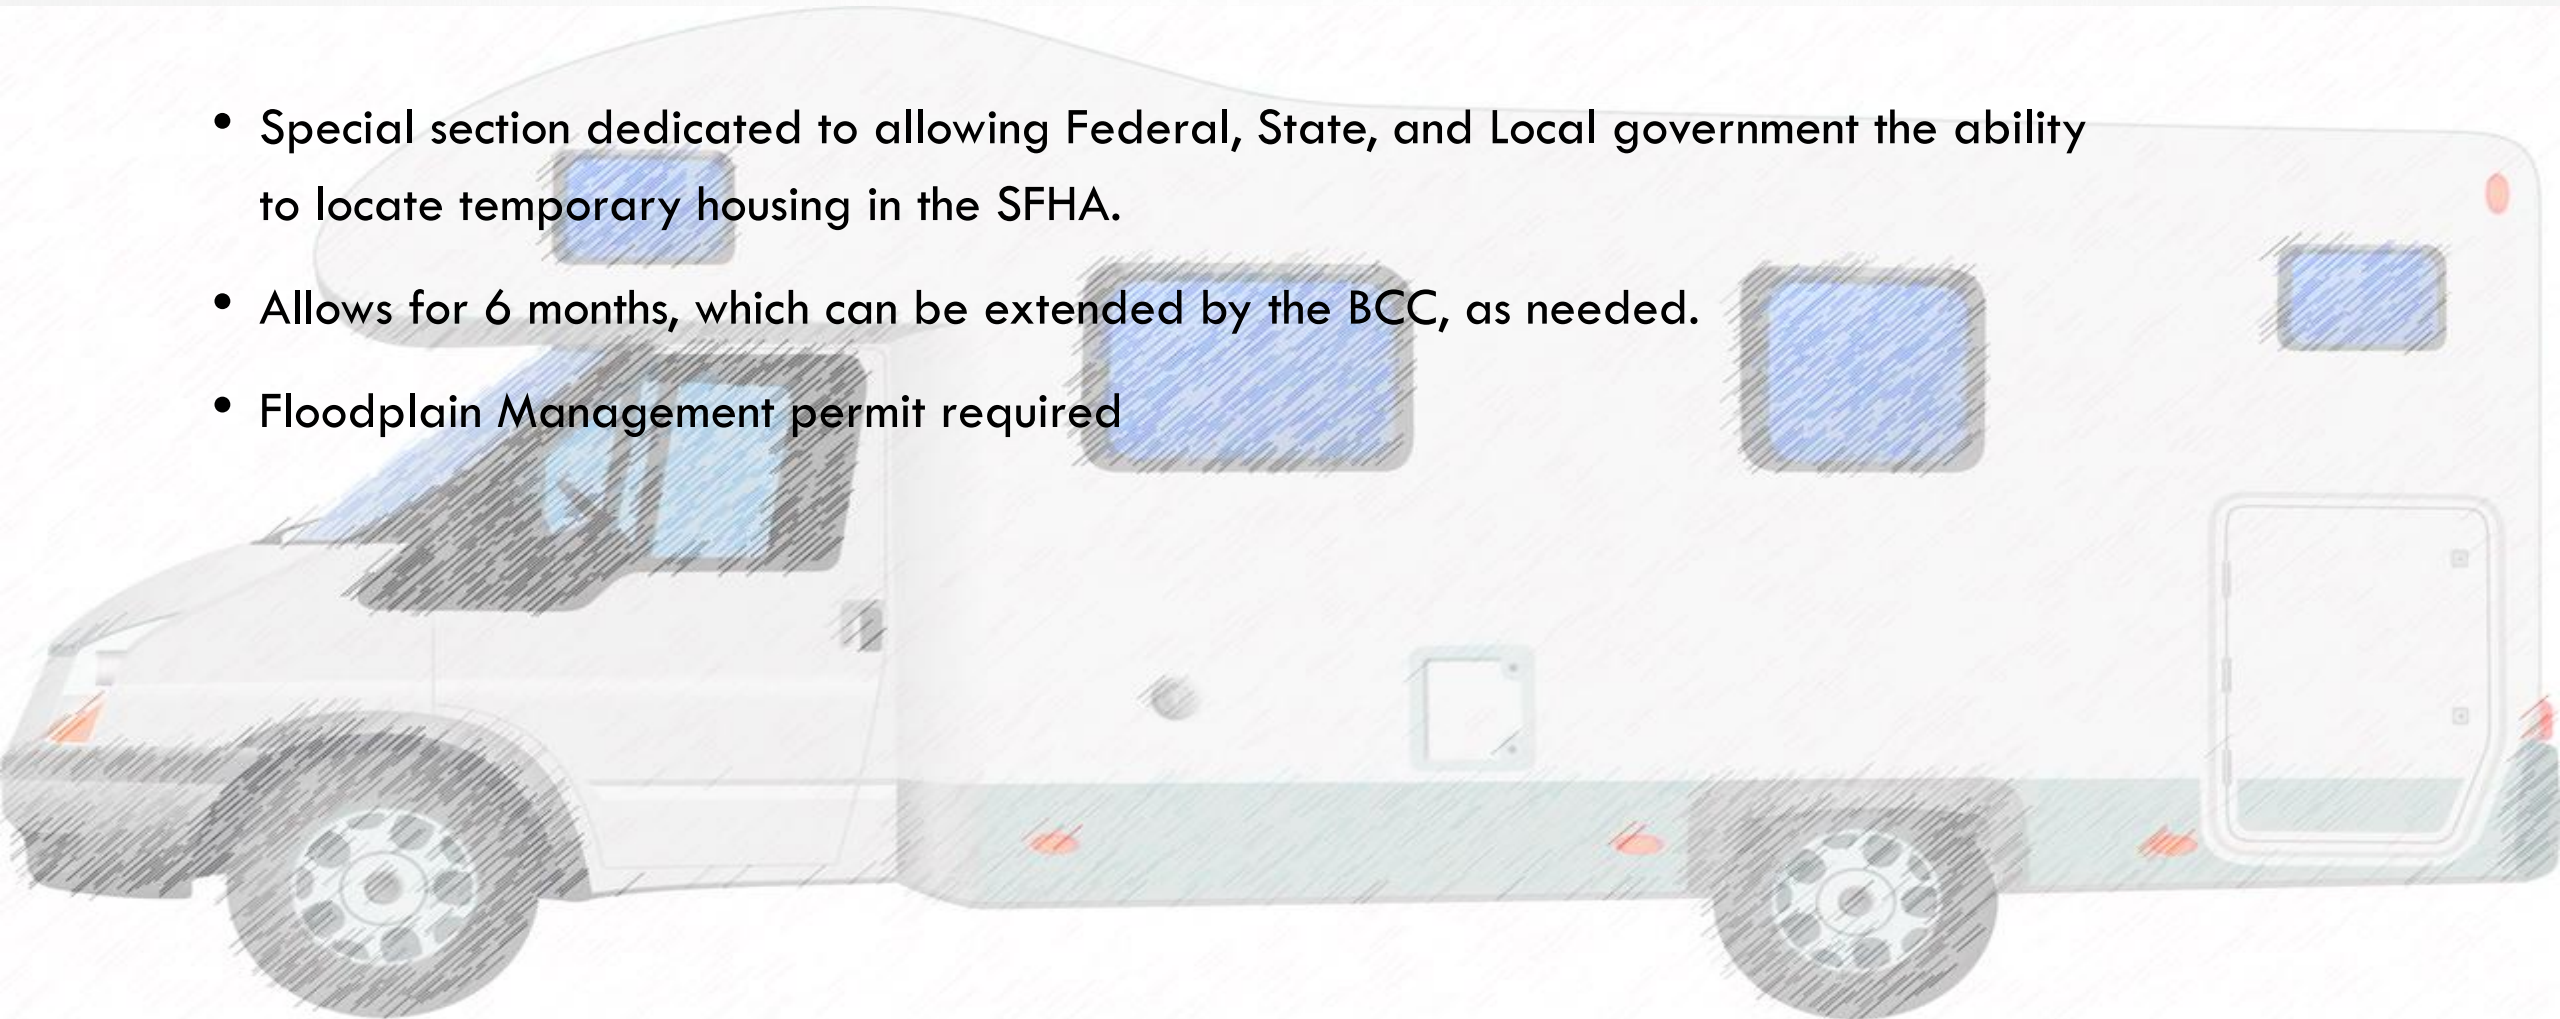 • Special section dedicated to allowing Federal, State, and Local government the ability
to locate temporary housing in the SFHA.
• Allows for 6 months, which can be extended by the BCC, as needed.
• Floodplain Management permit required